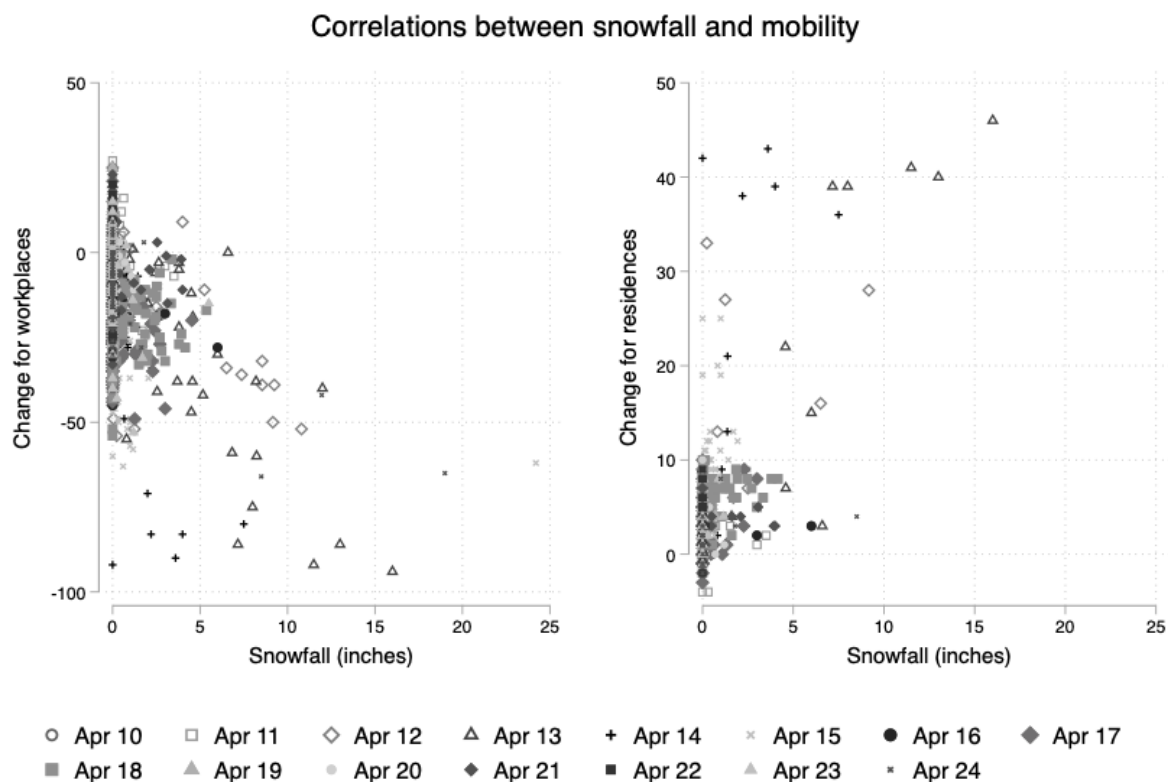 Correlations between snowfall and mobility
50
0
-50
-100
Change for workplaces
0 5 10 15 20 25
Snowfall (inches)
50
40
30
20
10
0
Change for residences
0 5 10 15 20 25
Snowfall (inches)
Apr 10 Apr 11 Apr 12 Apr 13 Apr 14 Apr 15 Apr 16 Apr 17
Apr 18 Apr 19 Apr 20 Apr 21 Apr 22 Apr 23 Apr 24